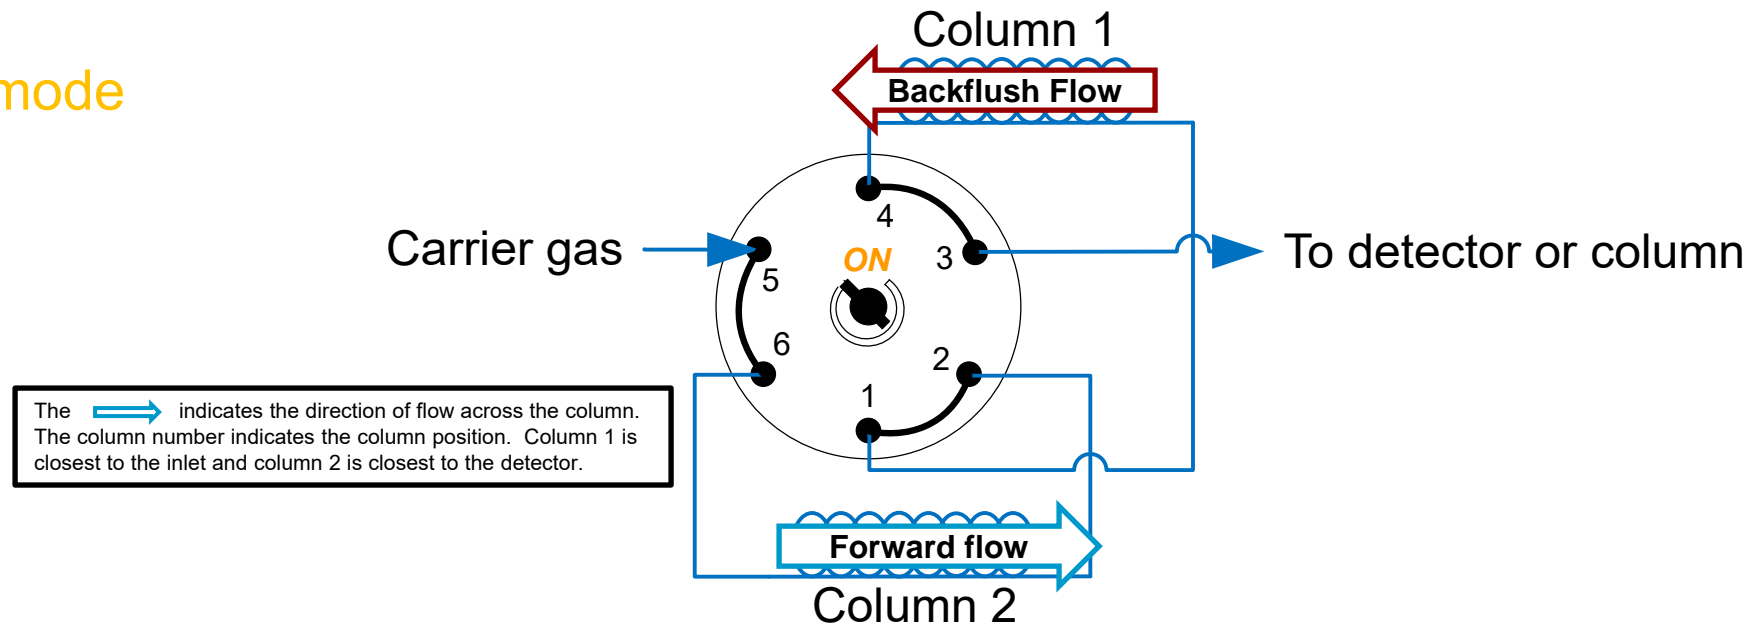 Column 1
mode
Backflush Flow
4
Carrier gas
ON
3
To detector or column
5
6
2
1
The indicates the direction of flow across the column.
The column number indicates the column position. Column 1 is
closest to the inlet and column 2 is closest to the detector.
Forward flow
Column 2